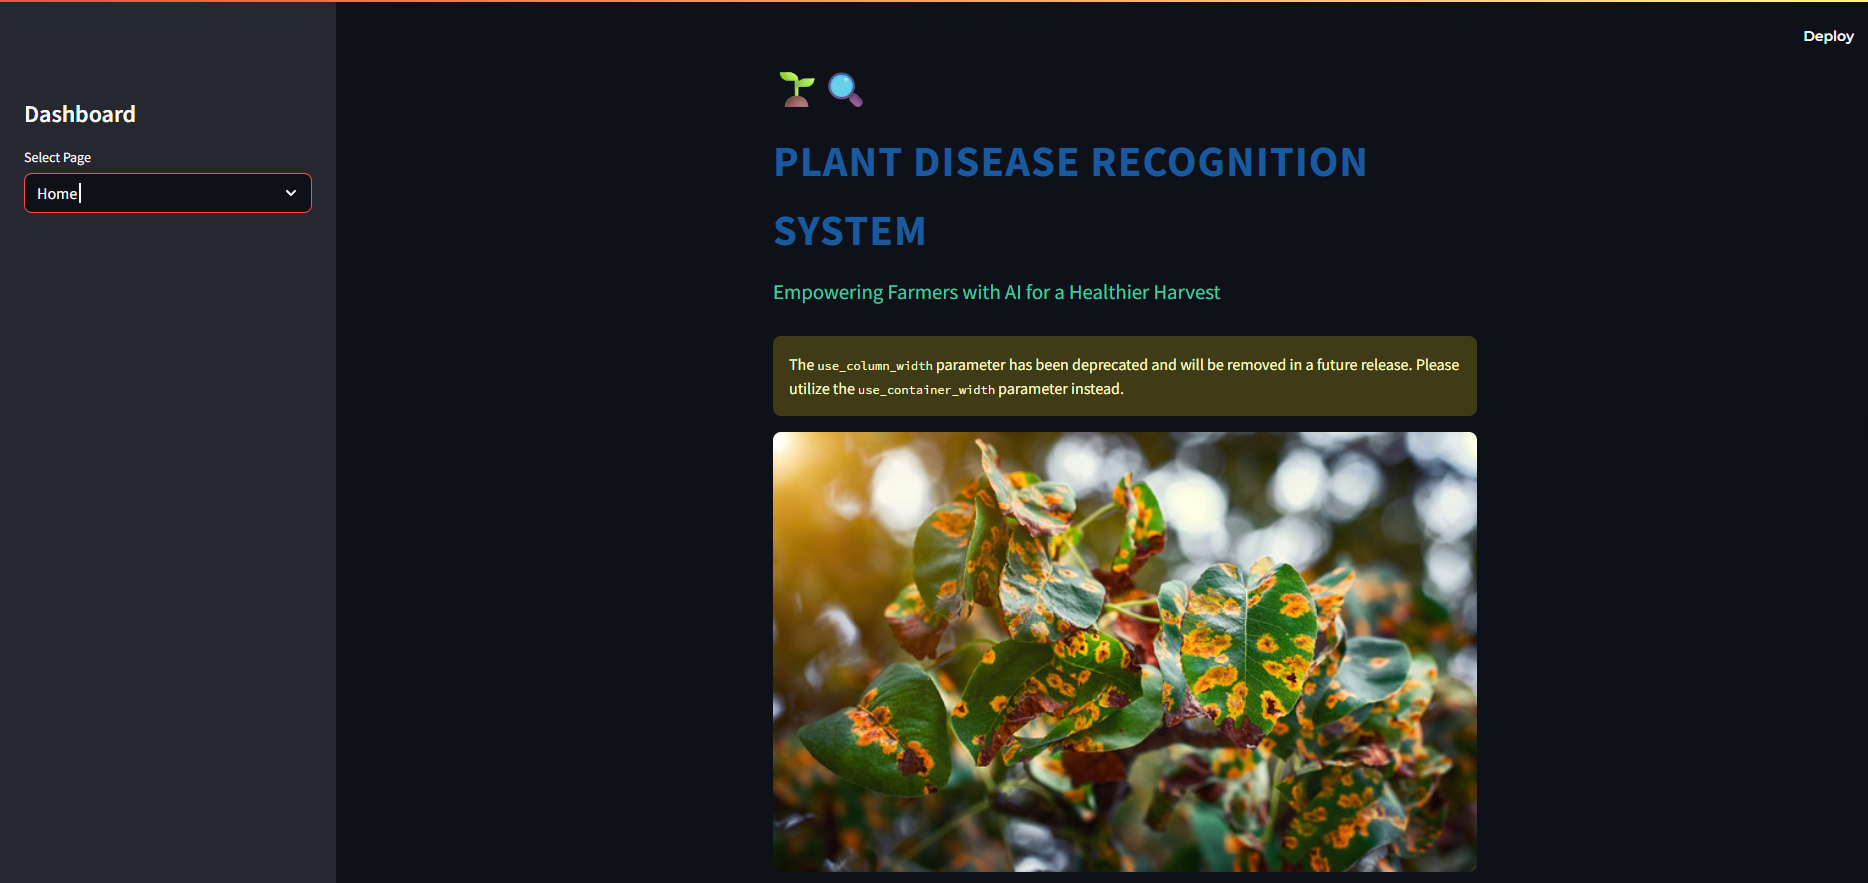 Deploy
Dashboard
Select Page
Home
PLANT DISEASE RECOGNITION
SYSTEM
Empowering Farmers with AI for a Healthier Harvest
The use_column_width parameter has been deprecated and will be removed in a future release. Please
utilize the use_container_width parameter instead.